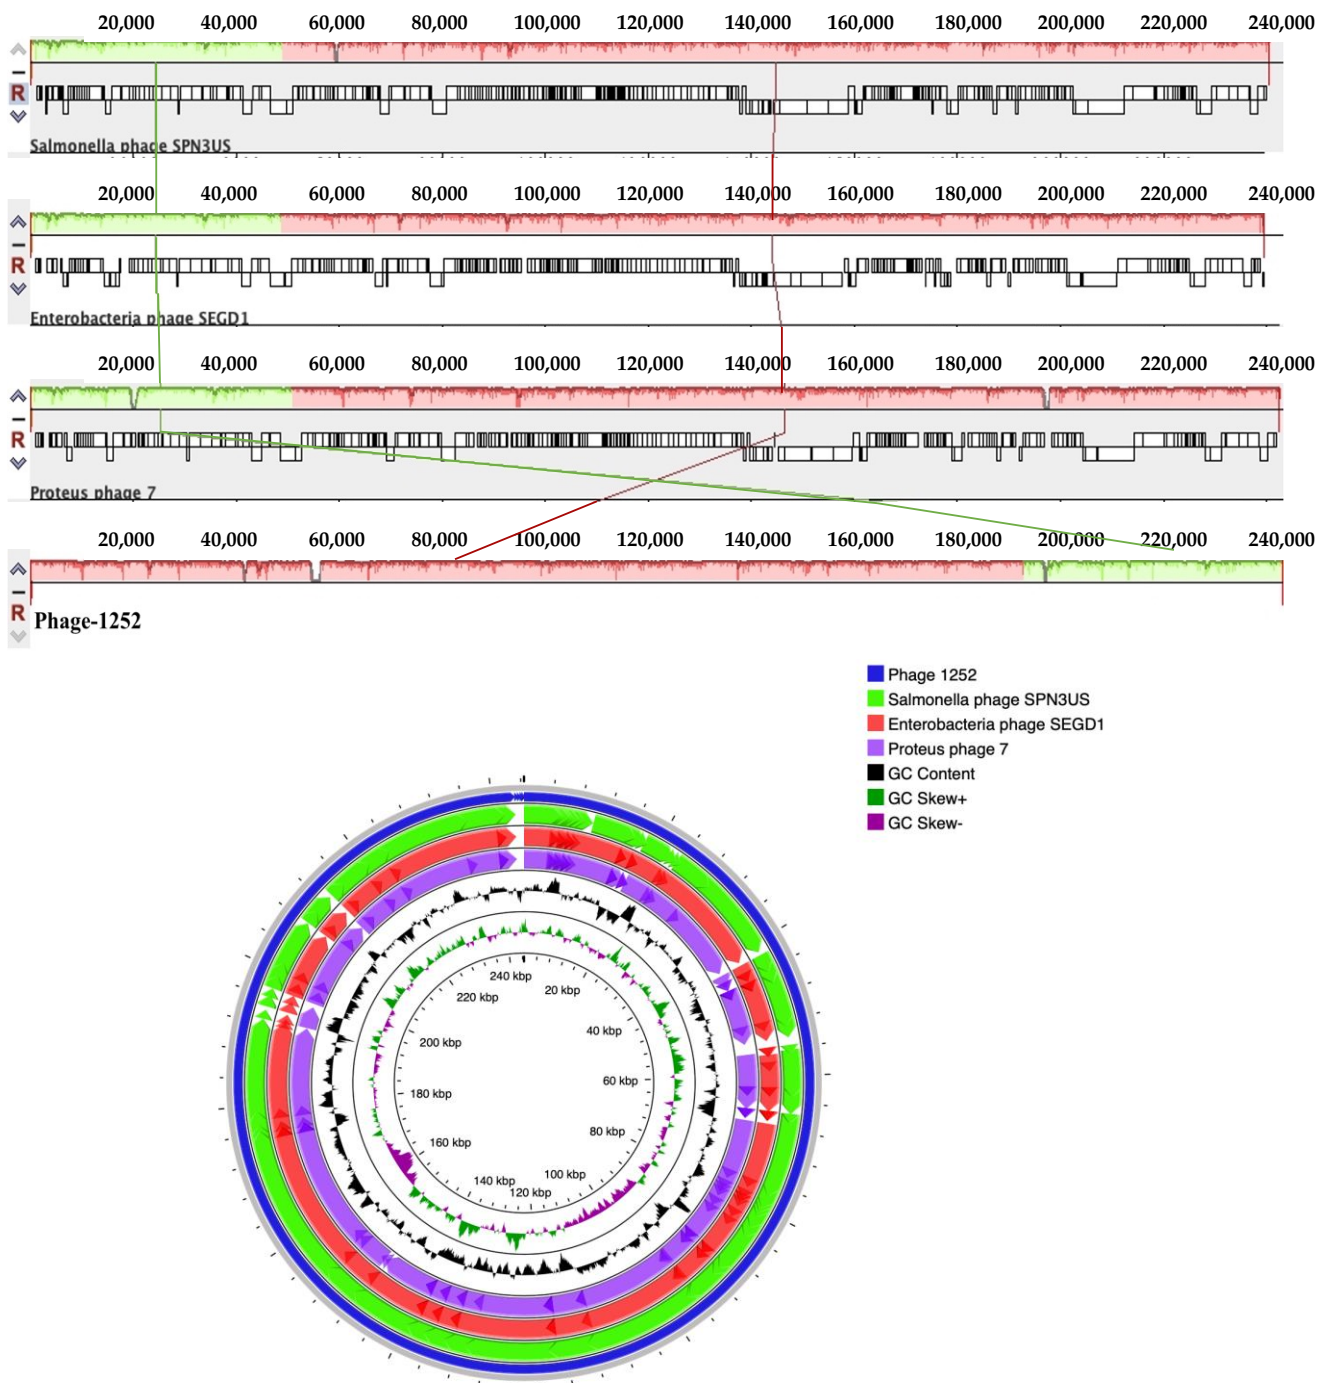 20,000 40,000 60,000 80,000 100,000 120,000 140,000 160,000 180,000 200,000 220,000 240,000
R
Salmonella phage SPN3US
20,000 40,000 60,000 80,000 100,000 120,000 140,000 160,000 180,000 200,000 220,000 240,000
R
Enterobacteria phage SEGD1
20,000 40,000 60,000 80,000 100,000 120,000 140,000 160,000 180,000 200,000 220,000 240,000
R
Proteus phage 7
20,000 40,000 60,000 80,000 100,000 120,000 140,000 160,000 180,000 200,000 220,000 240,000
R
Phage-1252
Phage 1252
Salmonella phage SPN3US
Enterobacteria phage SEGD1
Proteus phage 7
GC Content
GC Skew+
GC Skew-
240 kbp
20 kbp
220 kbp
40 kbp
200 kbp
60 kbp
180 kbp
80 kbp
160 kbp
100 kbp
140 kbp
120 kbp